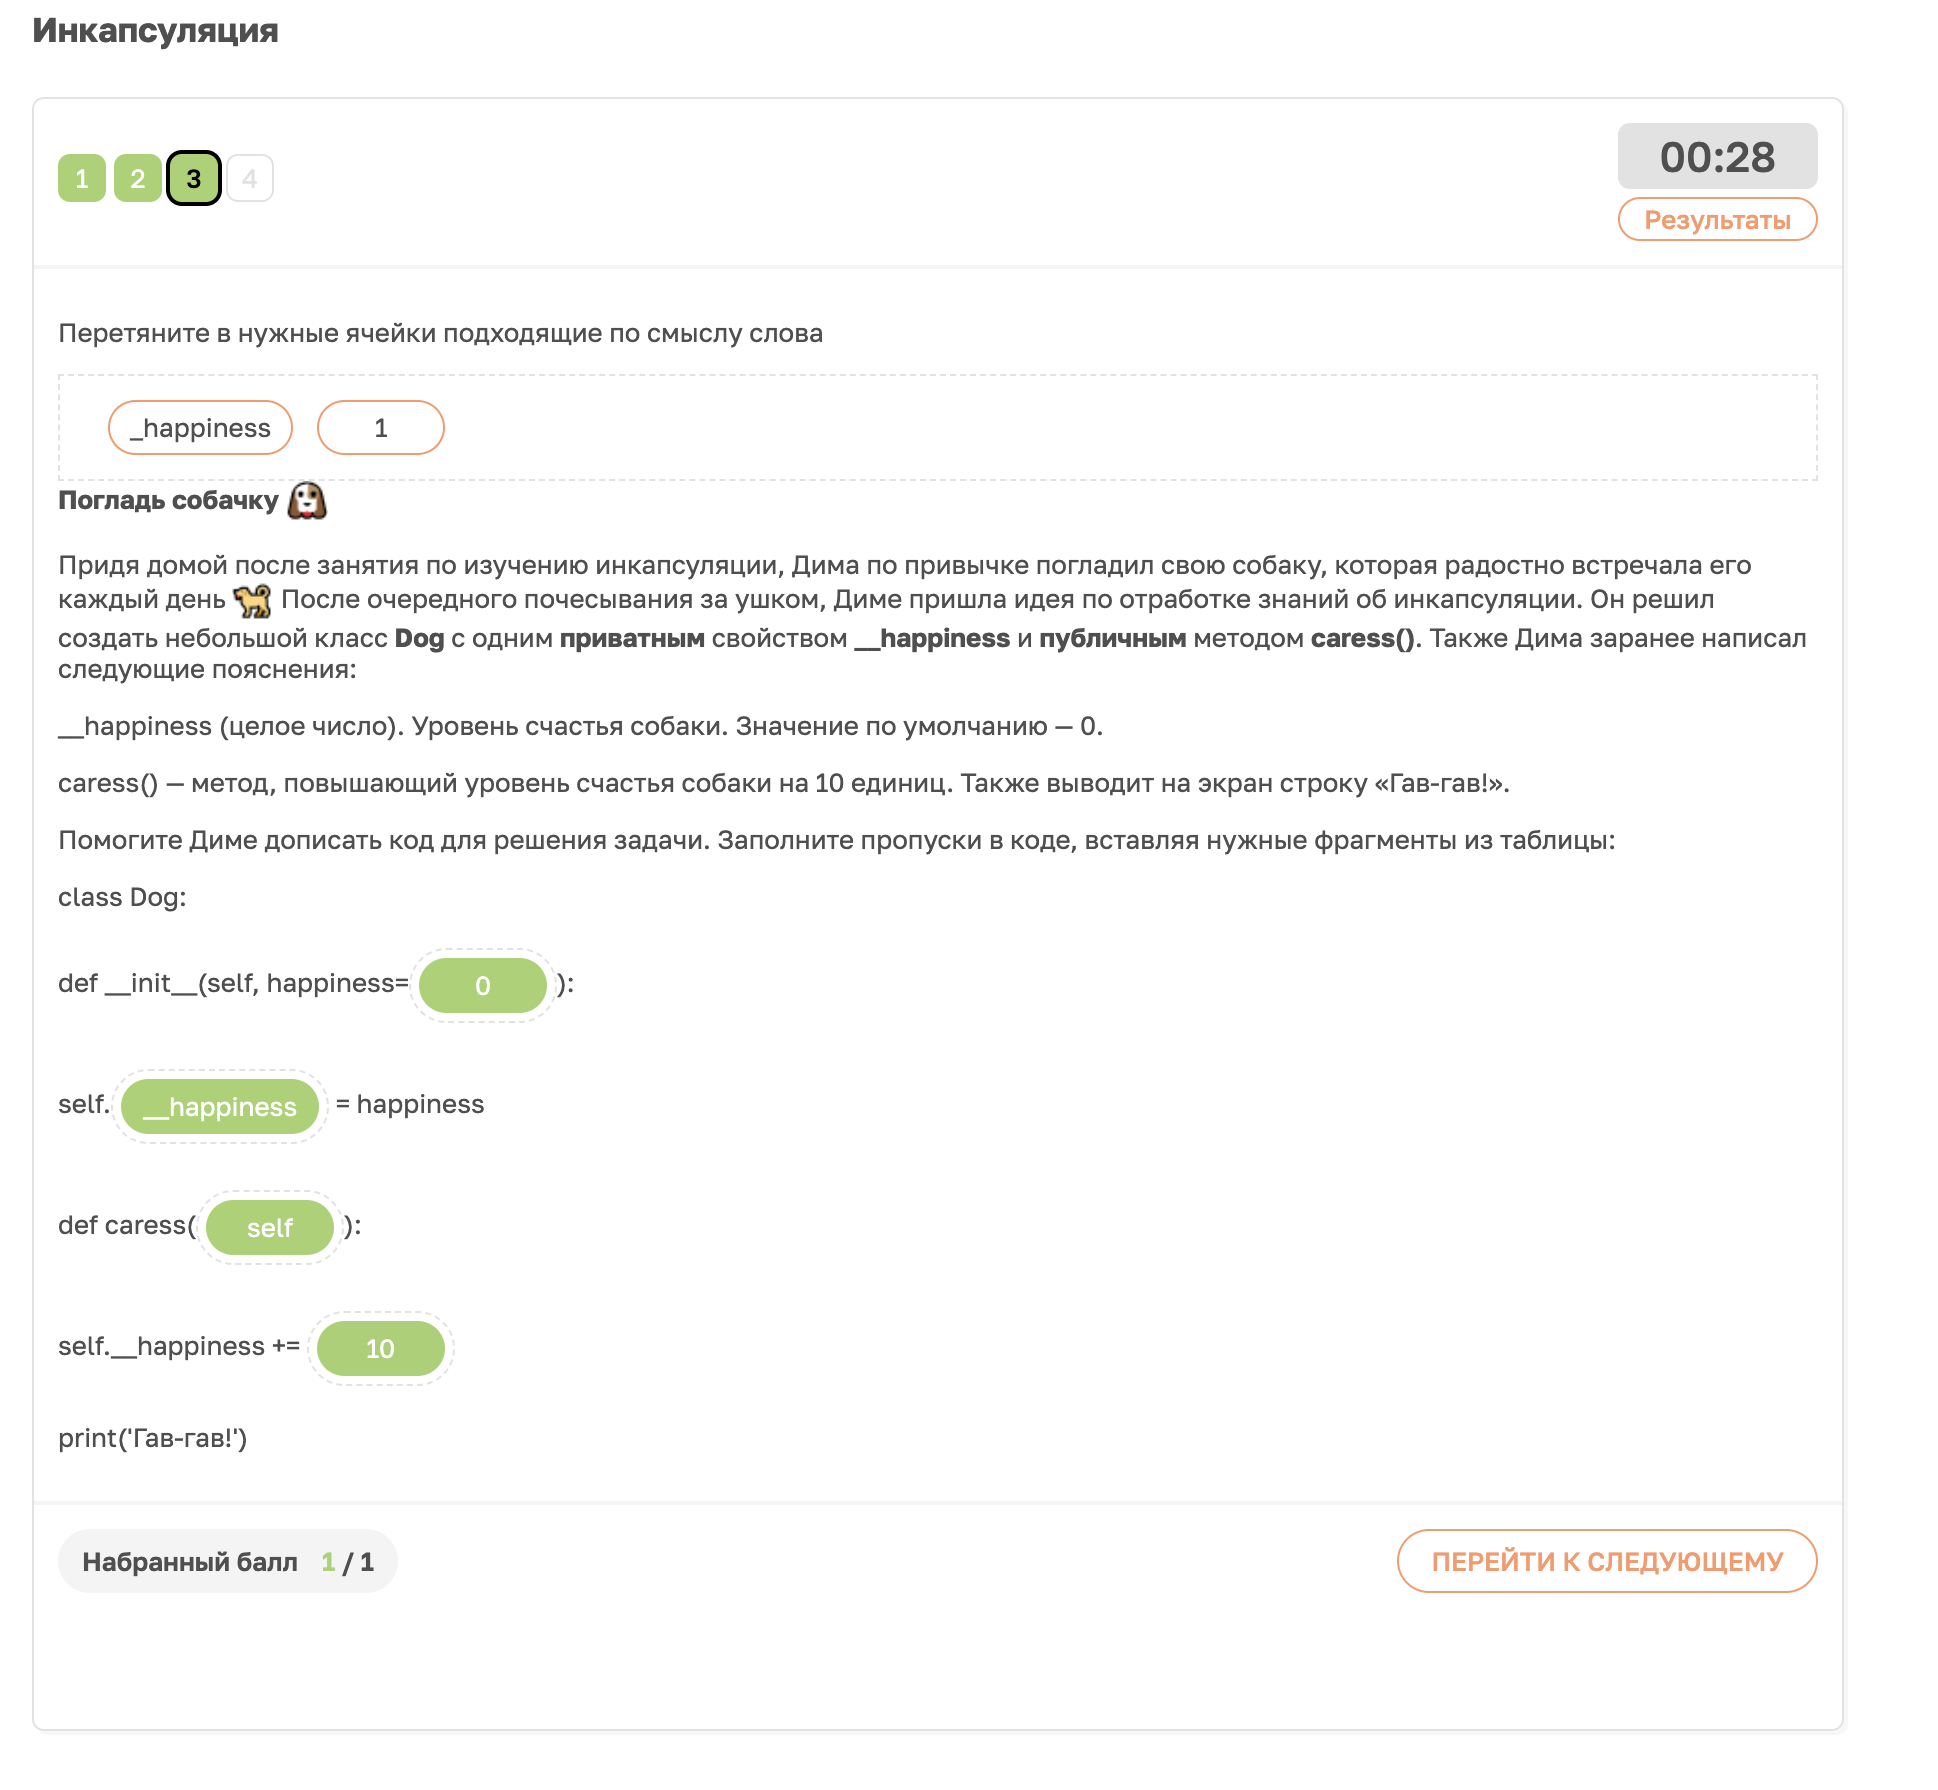 Инкапсуляция
1 2 3 4
00:28
Результаты
Перетяните в нужные ячейки подходящие по смыслу слова
_happiness 1
Погладь собачку
Придя домой после занятия по изучению инкапсуляции, Дима по привычке погладил свою собаку, которая радостно встречала его
каждый день После очередного почесывания за ушком, Диме пришла идея по отработке знаний об инкапсуляции. Он решил
создать небольшой класс Dog с одним приватным свойством __happiness и публичным методом caress(). Также Дима заранее написал
следующие пояснения:
__happiness (целое число). Уровень счастья собаки. Значение по умолчанию — 0.
caress() — метод, повышающий уровень счастья собаки на 10 единиц. Также выводит на экран строку «Гав-гав!».
Помогите Диме дописать код для решения задачи. Заполните пропуски в коде, вставляя нужные фрагменты из таблицы:
class Dog:
def __init__(self, happiness= 0 ):
self. __happiness = happiness
def caress( self ):
self.__happiness += 10
print('Гав-гав!')
Набранный балл 1 / 1
ПЕРЕЙТИ К СЛЕДУЮЩЕМУ